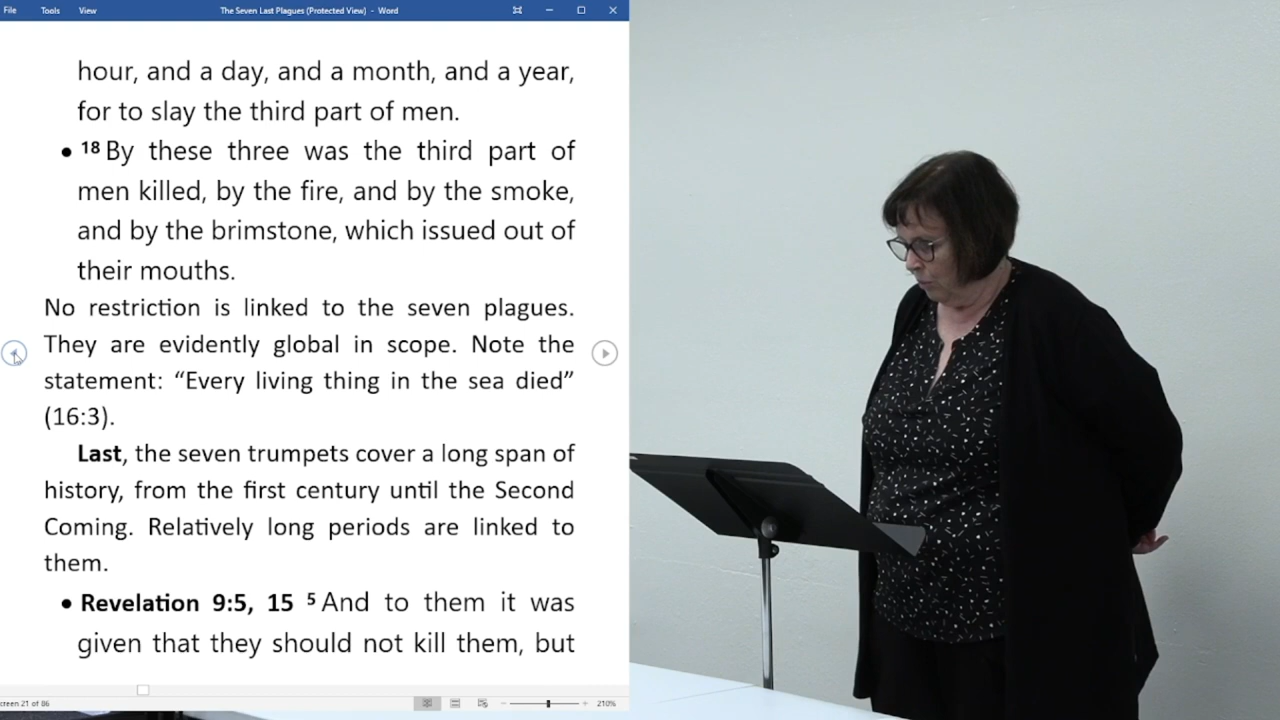 File Tools View The Seven Last Plagues (Protected View) - Word
hour, and a day, and a month, and a year,
for to slay the third part of men.
• 18 By these three was the third part of
men killed, by the fire, and by the smoke,
and by the brimstone, which issued out of
their mouths.
No restriction is linked to the seven plagues.
They are evidently global in scope. Note the
statement: “Every living thing in the sea died”
(16:3).
Last, the seven trumpets cover a long span of
history, from the first century until the Second
Coming. Relatively long periods are linked to
them.
• Revelation 9:5, 15 5 And to them it was
given that they should not kill them, but
creen 21 of 86 210%